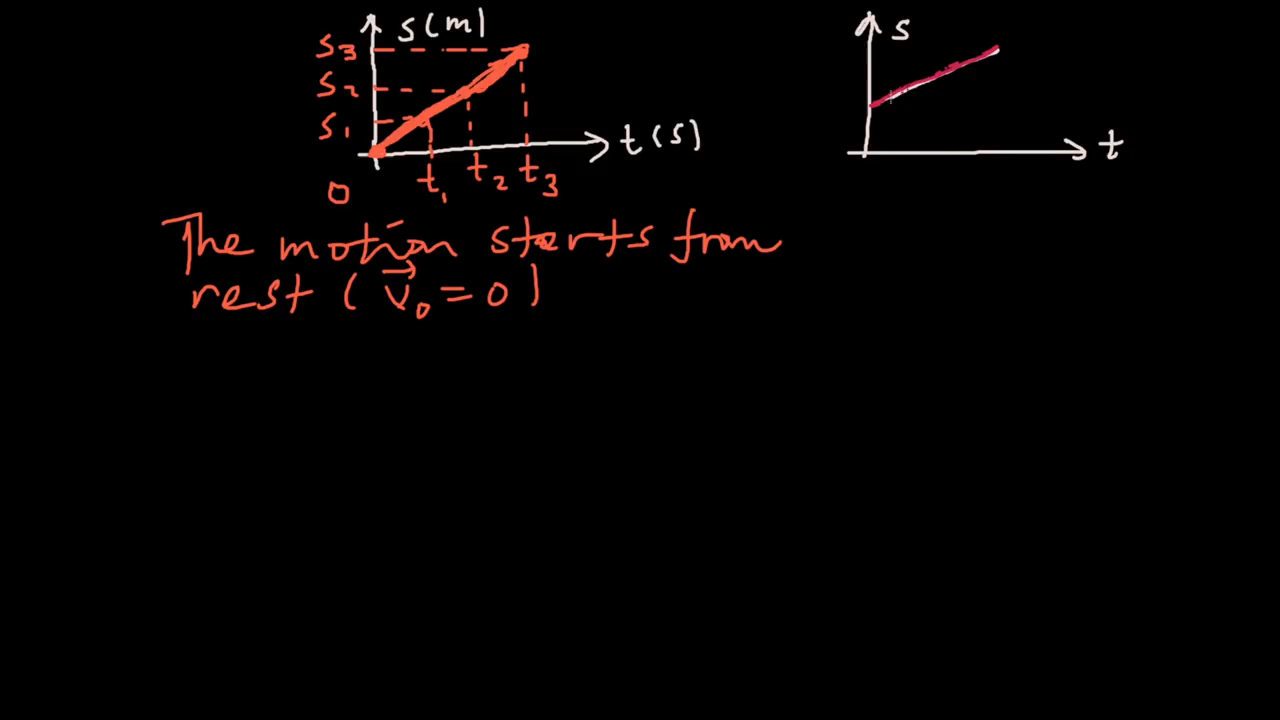 s(m)
s
s3
s2
s1
t(s)
t
0
t1
t2
t3
The motion starts from
rest (v⃗0 = 0)